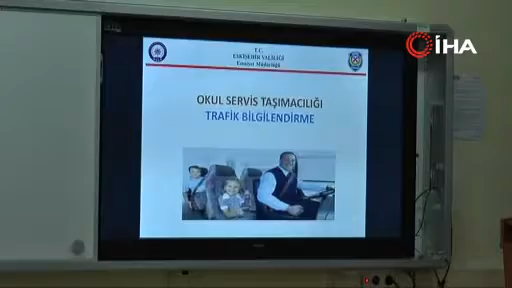 T.C.
ESKİŞEHİR VALİLİĞİ
Emniyet Müdürlüğü
İHA
OKUL SERVİS TAŞIMACILIĞI
TRAFİK BİLGİLENDİRME